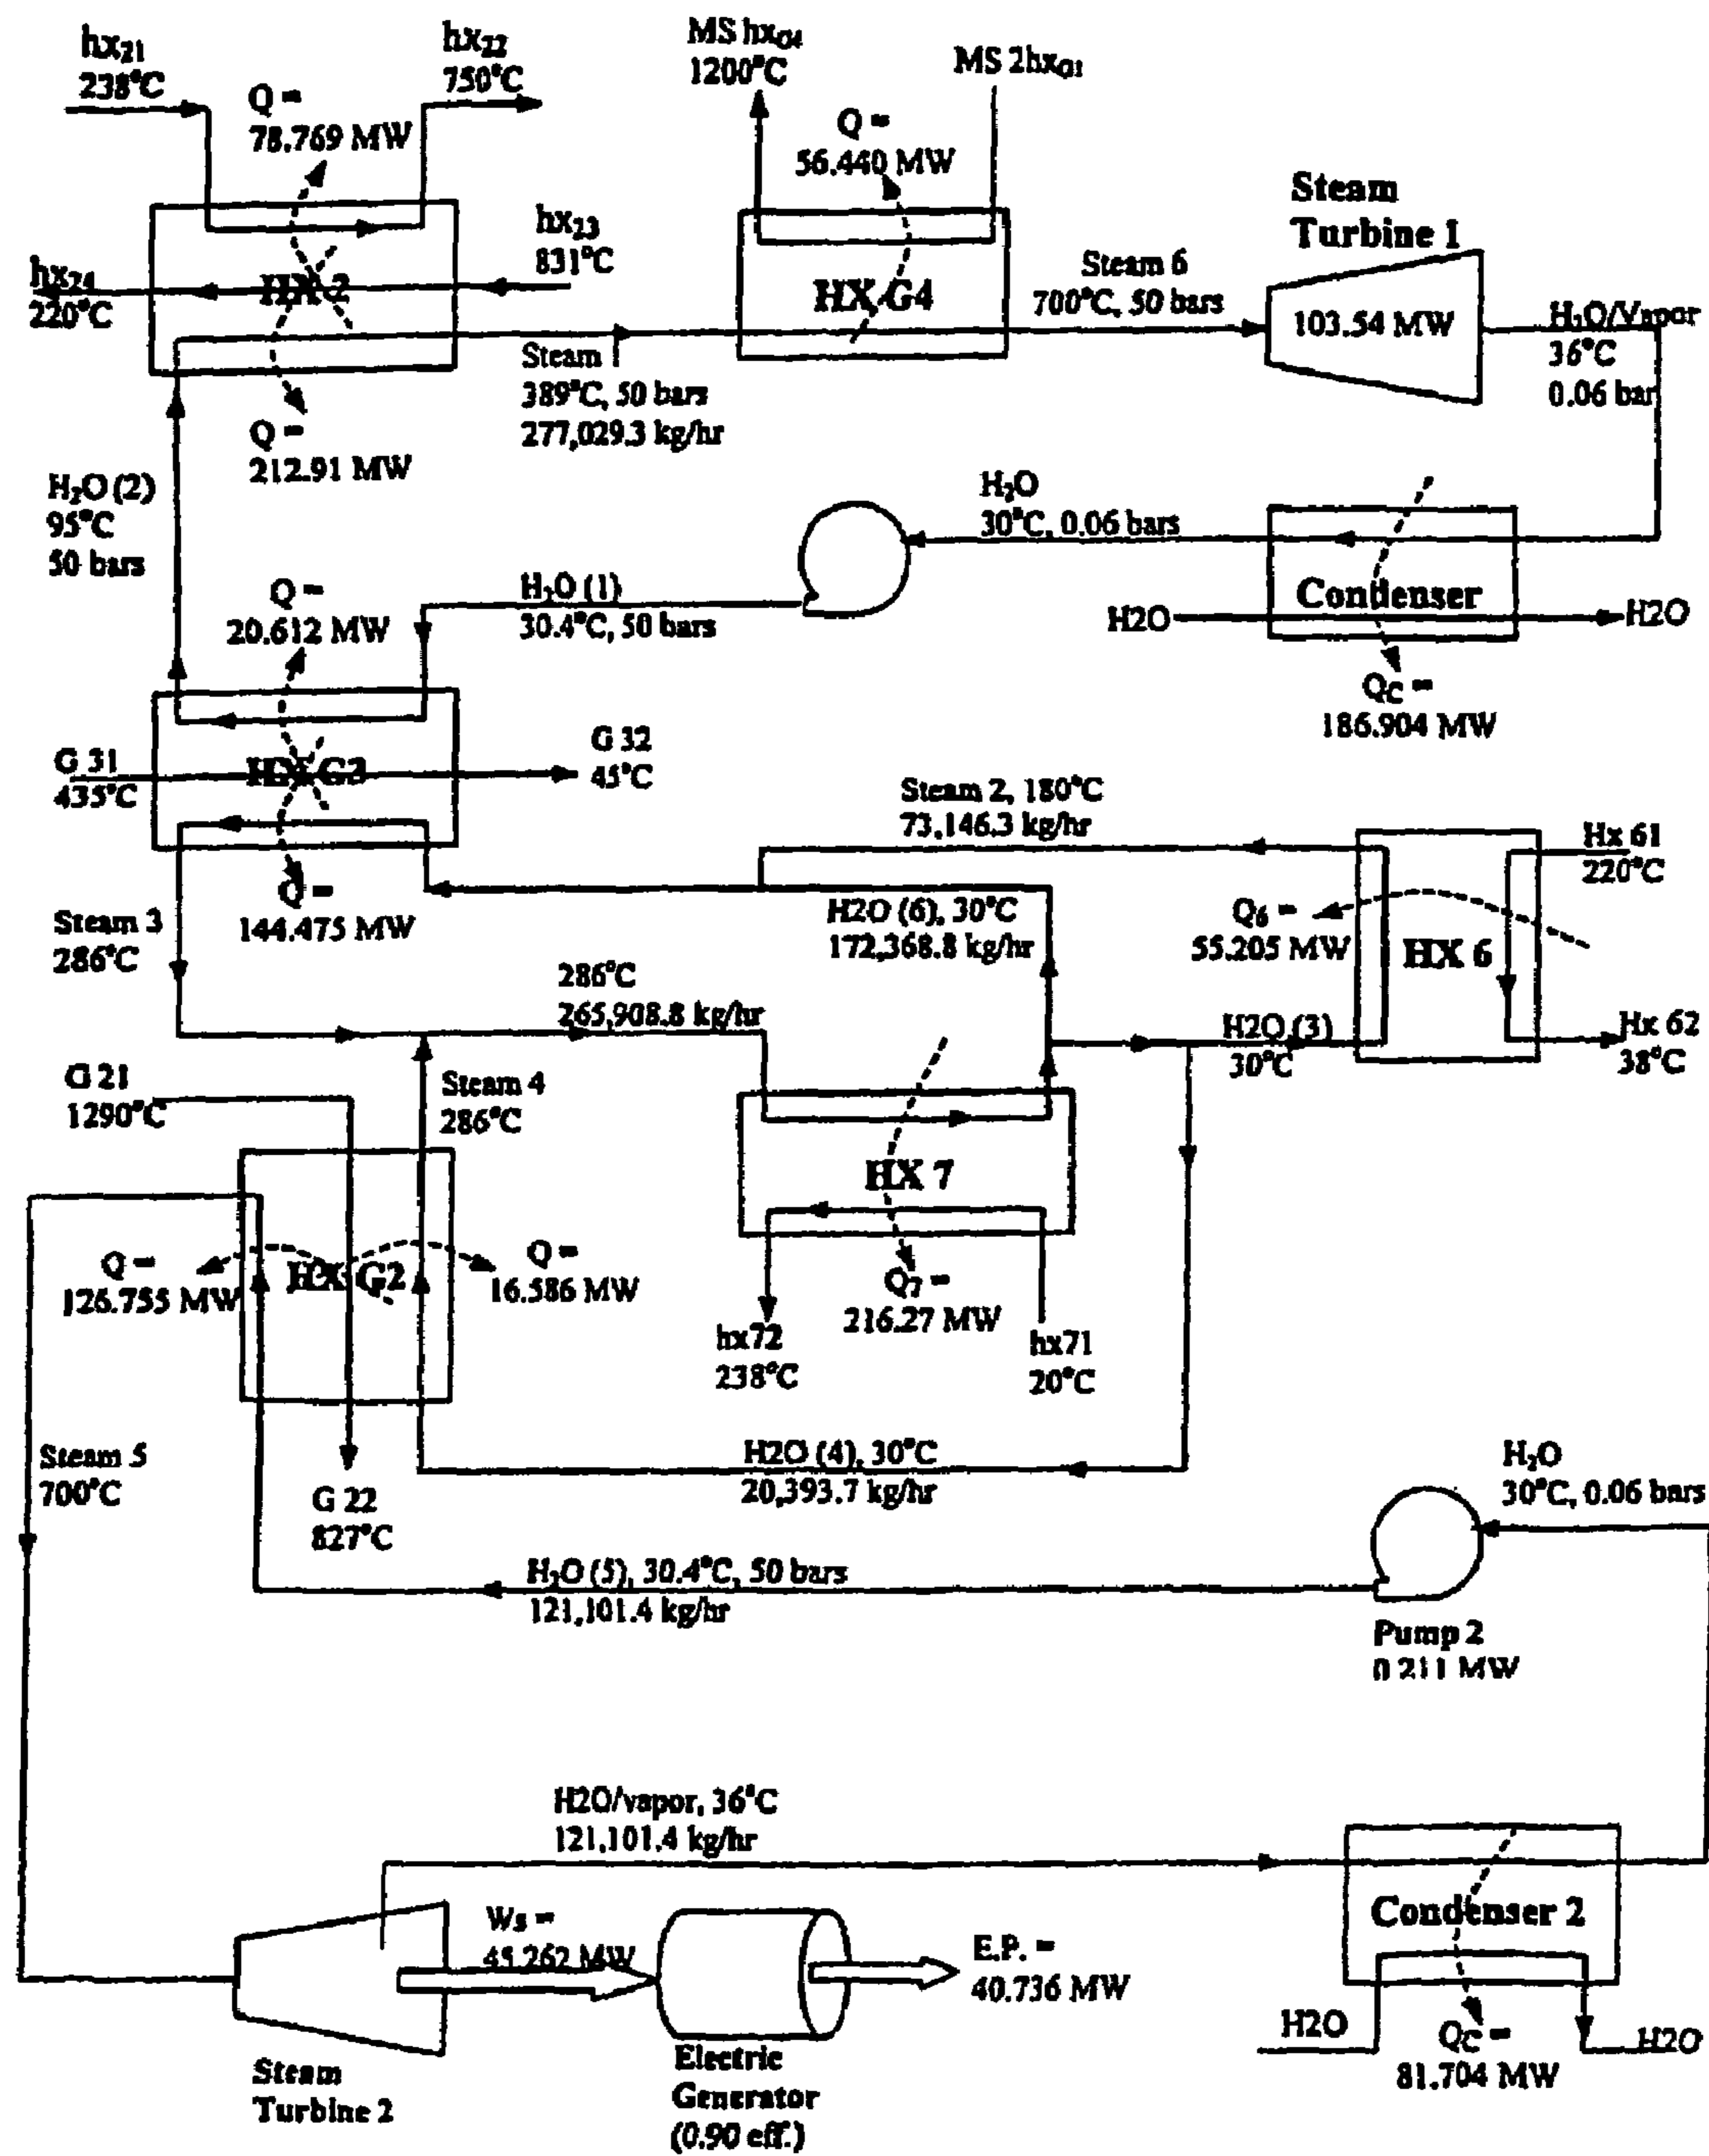 hx21
238°C
hx22
750°C
Q =
78.769 MW
MS hxG4
1200°C
MS 2hxG1
Q =
56.440 MW
Steam
Turbine 1
103.54 MW
hx23
831°C
hx24
220°C
HX 2
HX G4
Steam 6
700°C, 50 bars
H2O/Vapor
36°C
0.06 bar
Steam 1
389°C, 50 bars
277,029.3 kg/hr
Q =
212.91 MW
H2O (2)
95°C
50 bars
H2O
30°C, 0.06 bars
Condenser
H2O
H2O
QC =
186.904 MW
H2O (1)
30.4°C, 50 bars
Q =
20.612 MW
G 31
435°C
HX G3
G 32
45°C
Q =
144.475 MW
Steam 2, 180°C
73,146.3 kg/hr
Hx 61
220°C
Q6 =
55.205 MW
HX 6
Hx 62
38°C
H2O (6), 30°C
172,368.8 kg/hr
Steam 3
286°C
286°C
265,908.8 kg/hr
H2O (3)
30°C
G 21
1290°C
Steam 4
286°C
HX 7
Q =
126.755 MW
HX G2
Q =
16.586 MW
Q7 =
216.27 MW
hx72
238°C
hx71
20°C
Steam 5
700°C
G 22
827°C
H2O (4), 30°C
20,393.7 kg/hr
H2O
30°C, 0.06 bars
H2O (5), 30.4°C, 50 bars
121,101.4 kg/hr
Pump 2
0.211 MW
H2O/vapor, 36°C
121,101.4 kg/hr
Condenser 2
Ws =
45.262 MW
E.P. =
40.736 MW
H2O
QC =
81.704 MW
H2O
Steam
Turbine 2
Electric
Generator
(0.90 eff.)